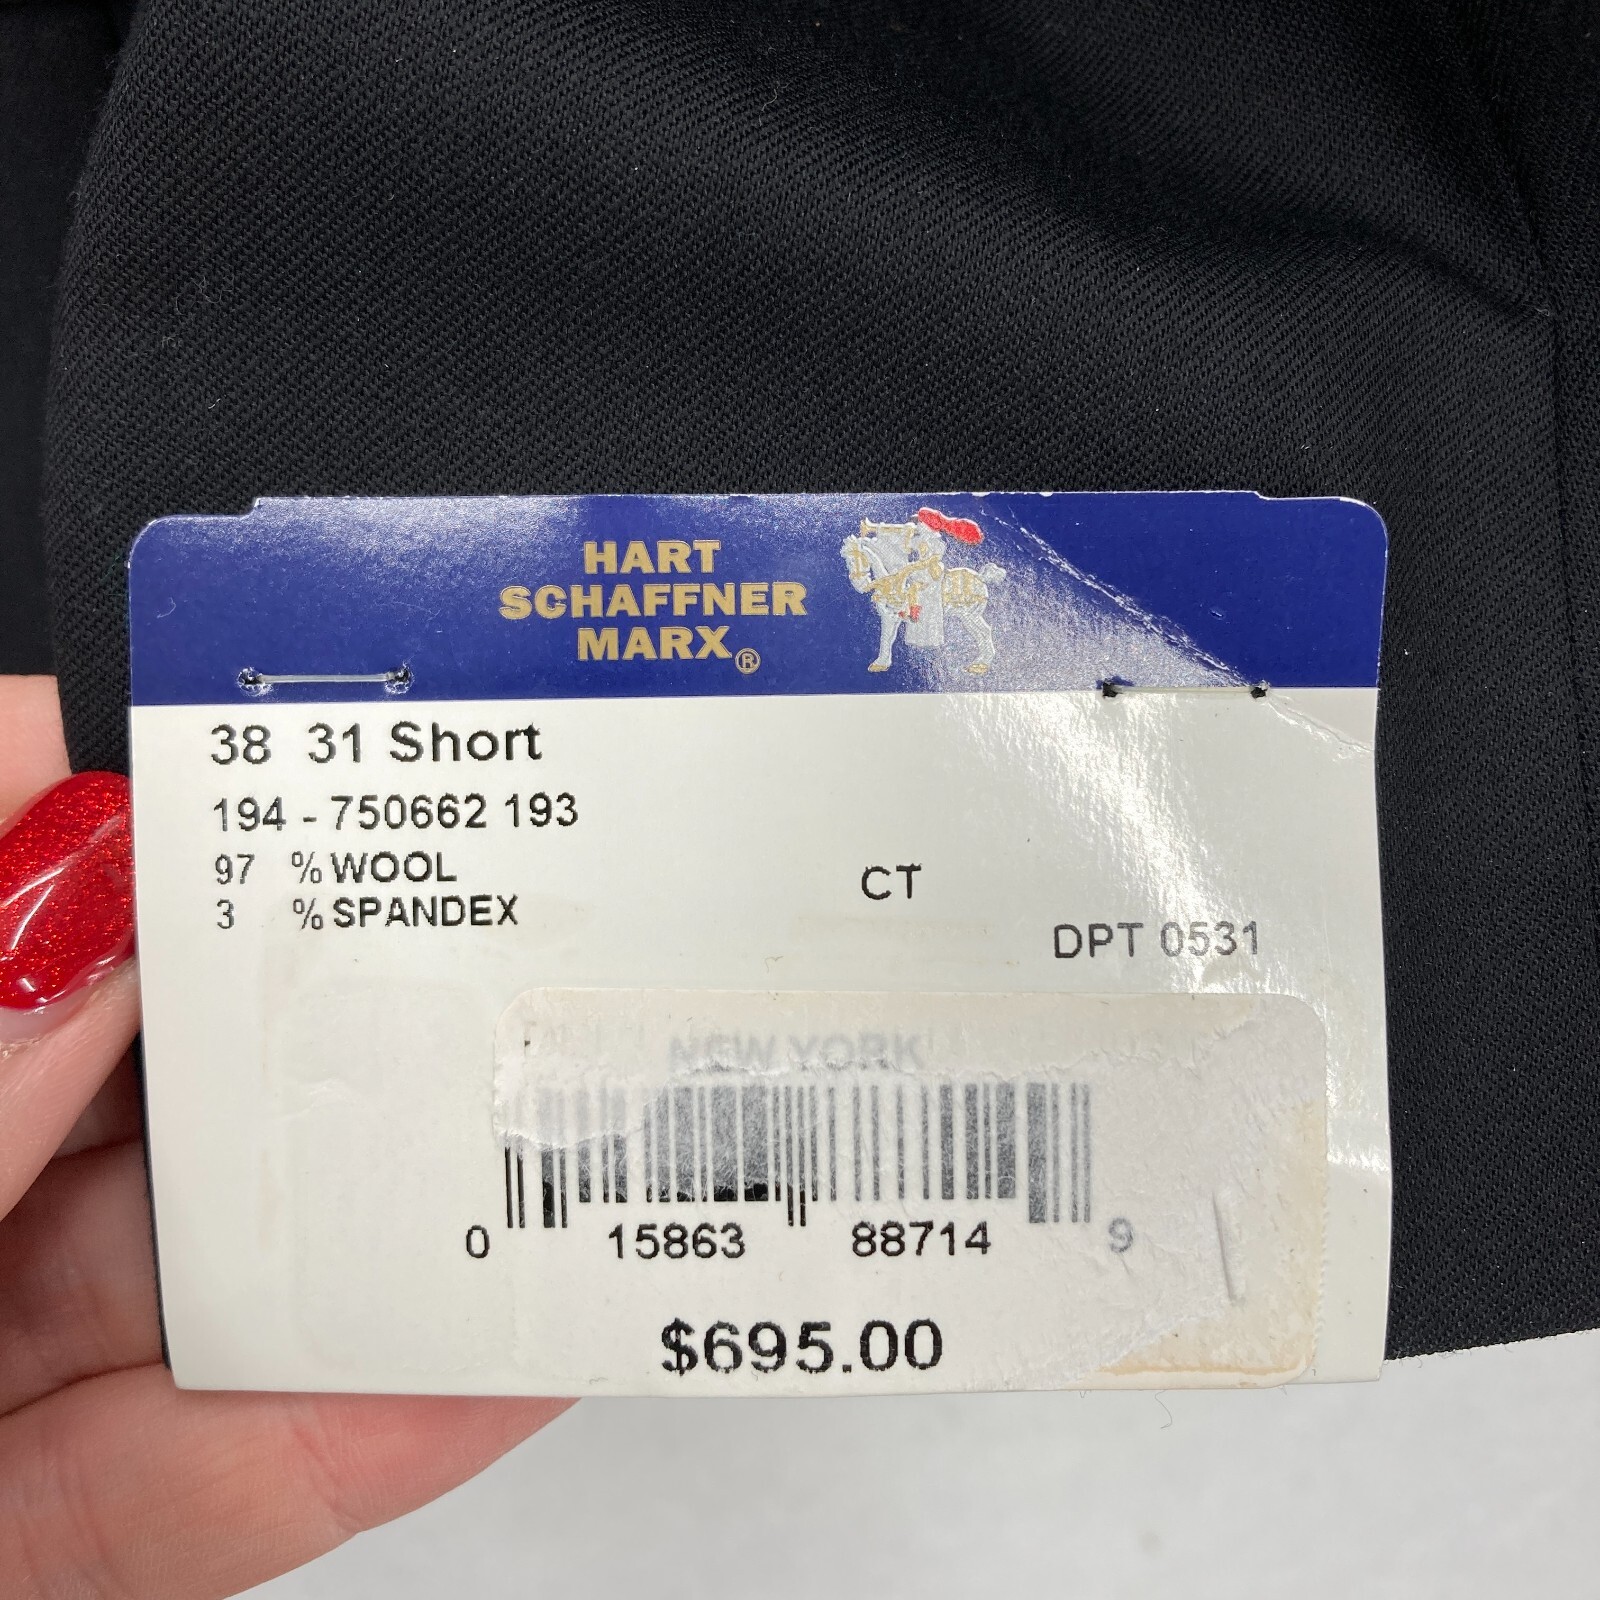 HART
SCHAFFNER
MARX®
38 31 Short
194 - 750662 193
97 % WOOL
3 % SPANDEX
CT
DPT 0531
NEW YORK
0 15863 88714 9
$695.00